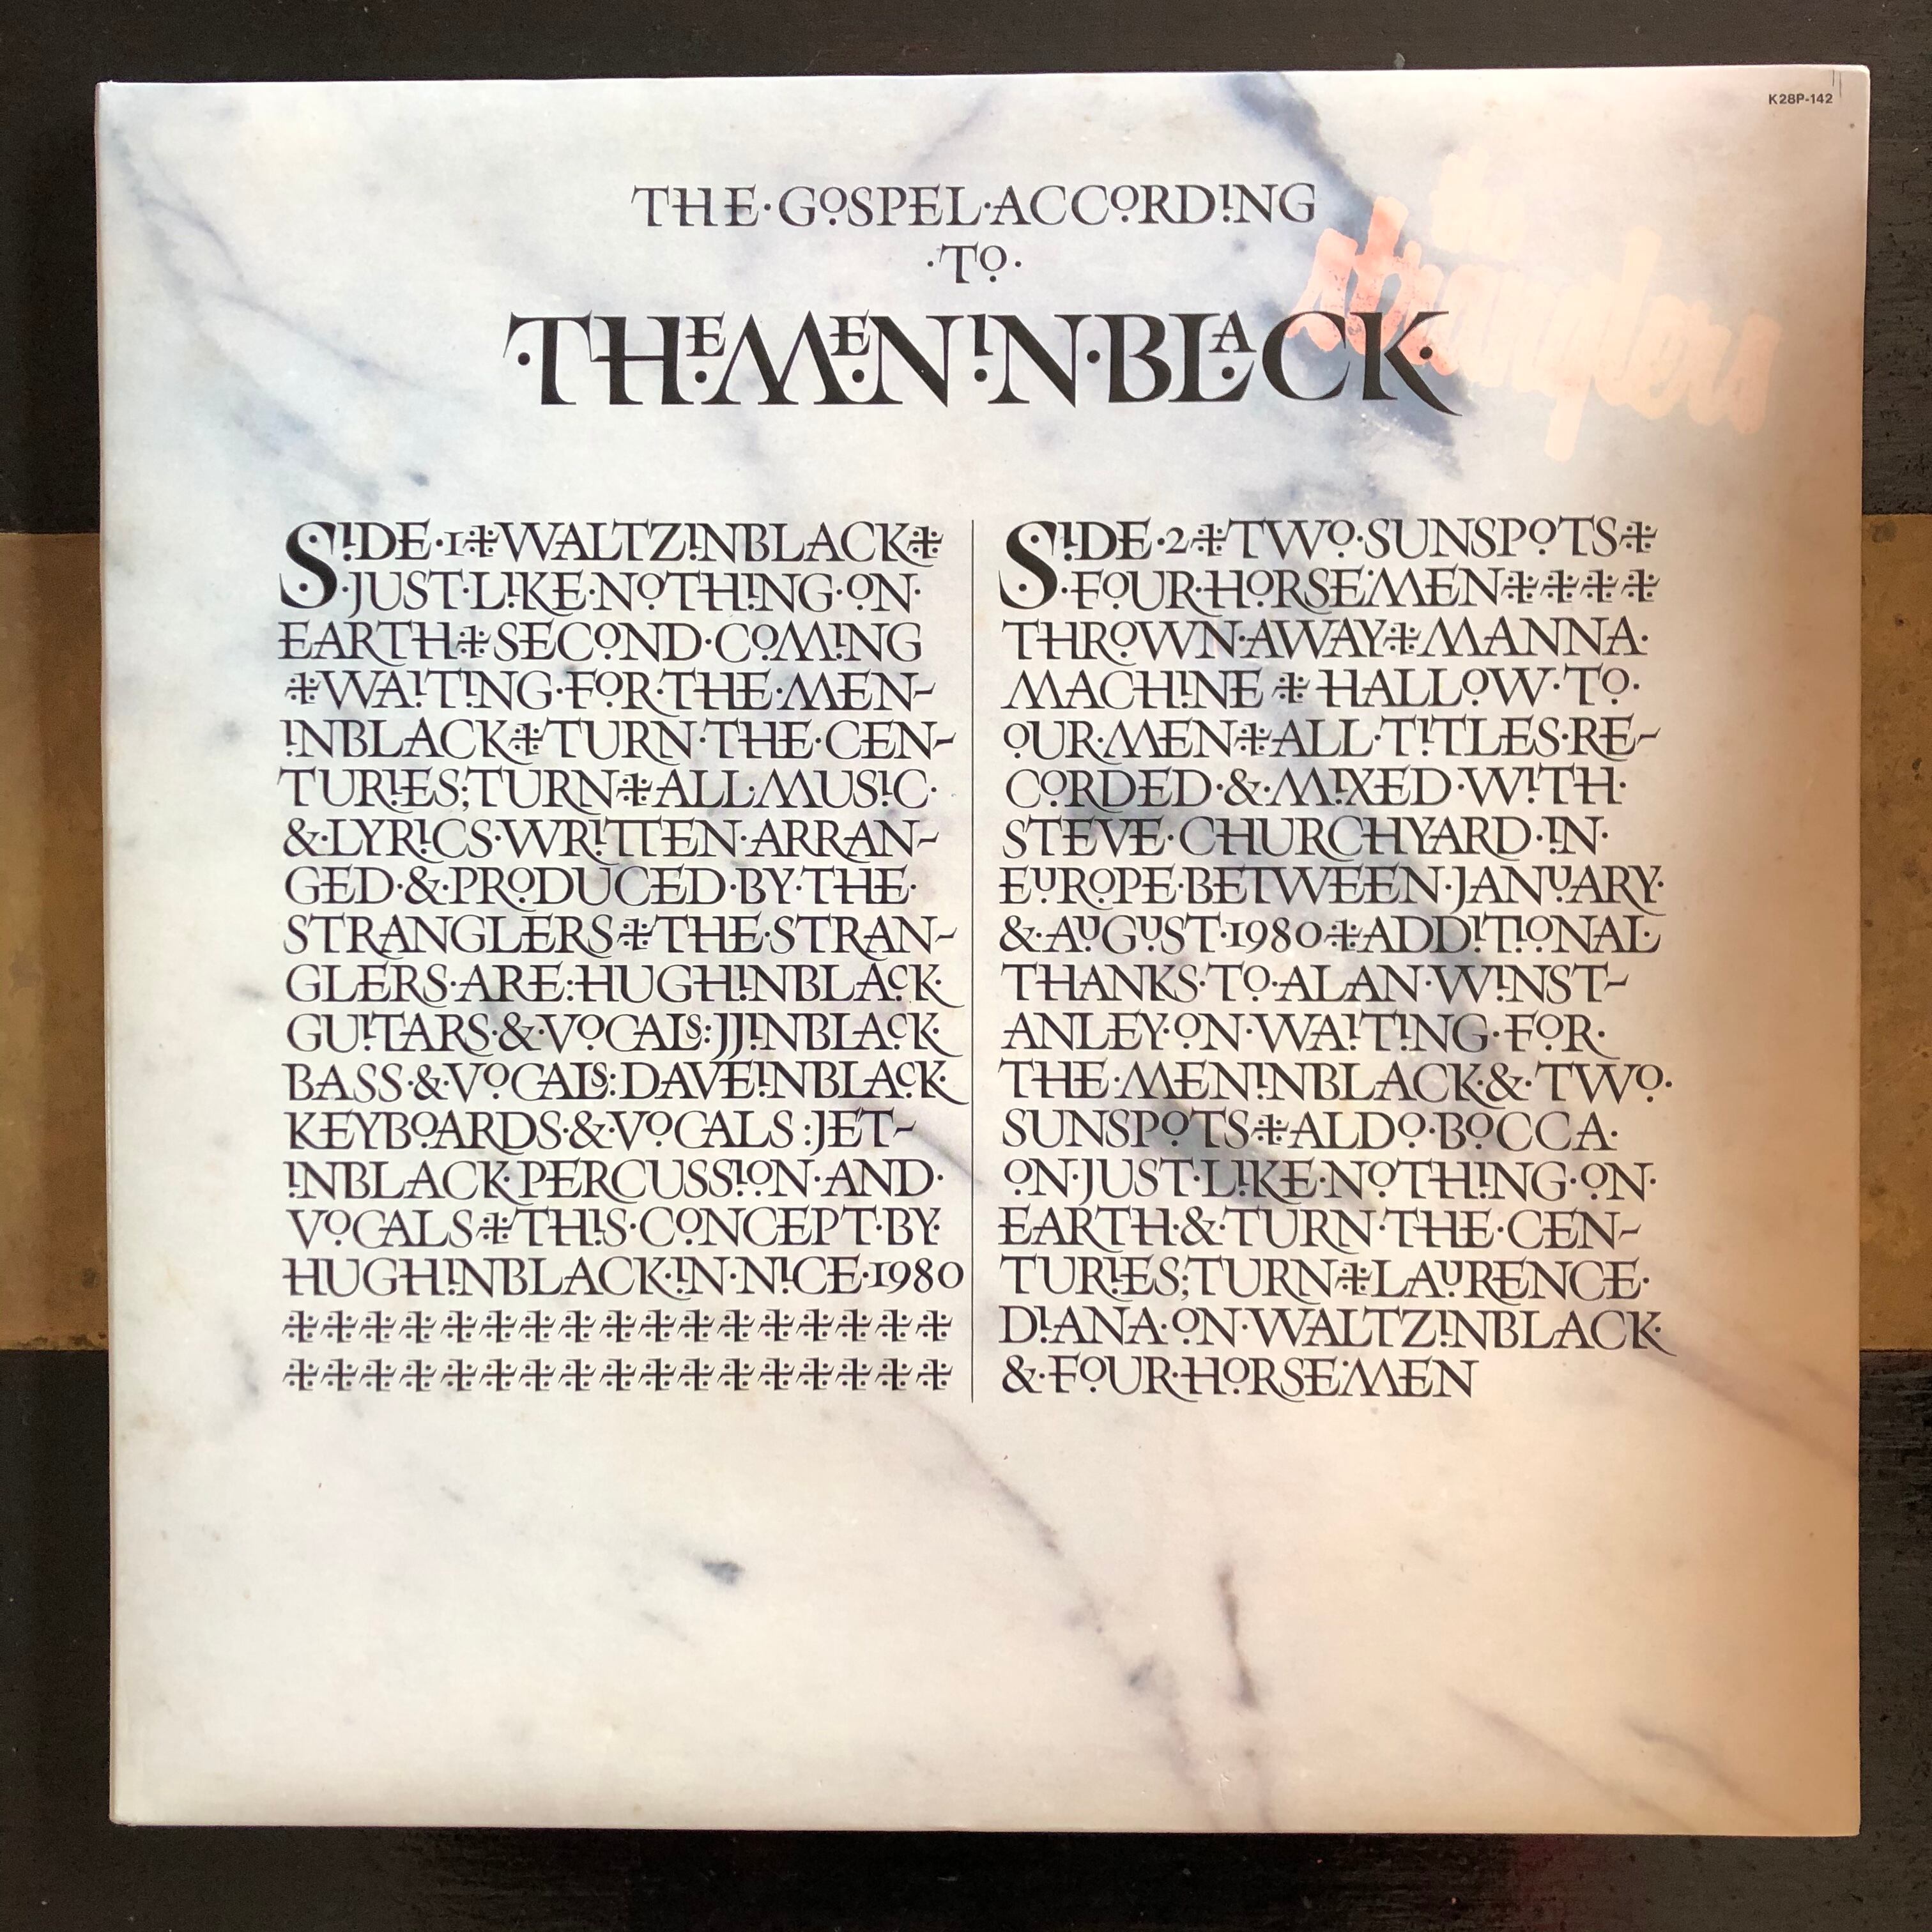 K28P-142
the
stranglers
THE·GOSPEL·ACCORDING
·TO·
·THE·MEN·IN·BLACK·
SIDE·1⁜WALTZINBLACK⁜
·JUST·LIKE·NOTHING·ON·
EARTH⁜SECOND·COMING
⁜WAITING·FOR·THE·MEN-
INBLACK⁜TURN·THE·CEN-
TURIES;TURN⁜ALL·MUSIC·
&·LYRICS·WRITTEN·ARRAN-
GED·&·PRODUCED·BY·THE·
STRANGLERS⁜THE·STRAN-
GLERS·ARE:HUGHINBLACK·
GUITARS·&·VOCALS:JJINBLACK·
BASS·&·VOCALS:DAVEINBLACK·
KEYBOARDS·&·VOCALS:JET-
INBLACK·PERCUSSION·AND·
VOCALS⁜THIS·CONCEPT·BY·
HUGHINBLACK·IN·NICE·1980
⁜⁜⁜⁜⁜⁜⁜⁜⁜⁜⁜⁜⁜⁜⁜⁜⁜
⁜⁜⁜⁜⁜⁜⁜⁜⁜⁜⁜⁜⁜⁜⁜⁜⁜
SIDE·2⁜TWO·SUNSPOTS⁜
·FOUR·HORSEMEN⁜⁜⁜⁜
THROWN·AWAY⁜MANNA·
MACHINE⁜HALLOW·TO·
OUR·MEN⁜ALL·TITLES·RE-
CORDED·&·MIXED·WITH·
STEVE·CHURCHYARD·IN·
EUROPE·BETWEEN·JANUARY·
&·AUGUST·1980⁜ADDITIONAL·
THANKS·TO·ALAN·WINST-
ANLEY·ON·WAITING·FOR·
THE·MENINBLACK·&·TWO·
SUNSPOTS⁜ALDO·BOCCA·
ON·JUST·LIKE·NOTHING·ON·
EARTH·&·TURN·THE·CEN-
TURIES;TURN⁜LAURENCE·
DIANA·ON·WALTZINBLACK·
&·FOUR·HORSEMEN